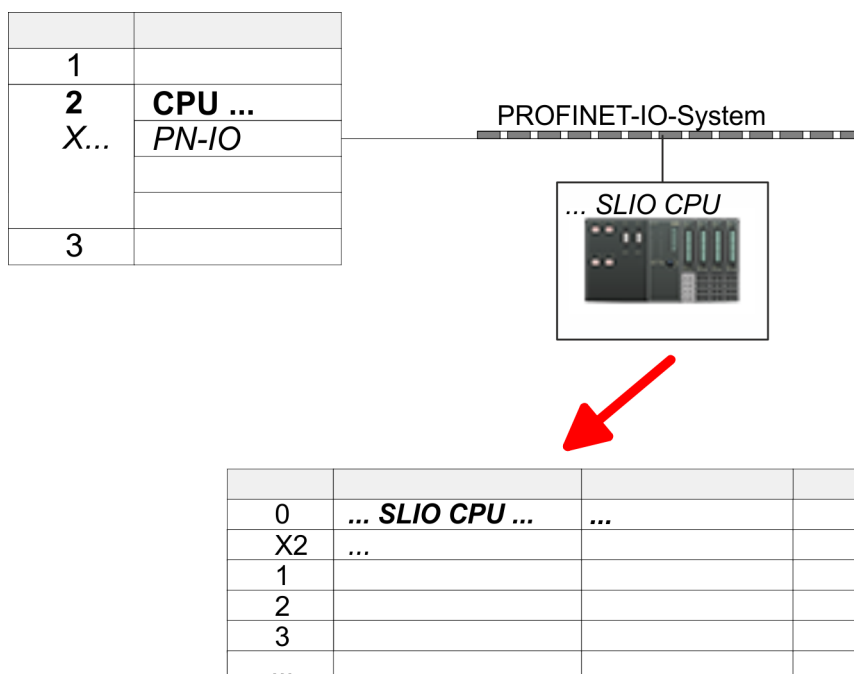 1
2 CPU ...
X... PN-IO
3
PROFINET-IO-System
... SLIO CPU
0 ... SLIO CPU ... ...
X2 ...
1
2
3
...